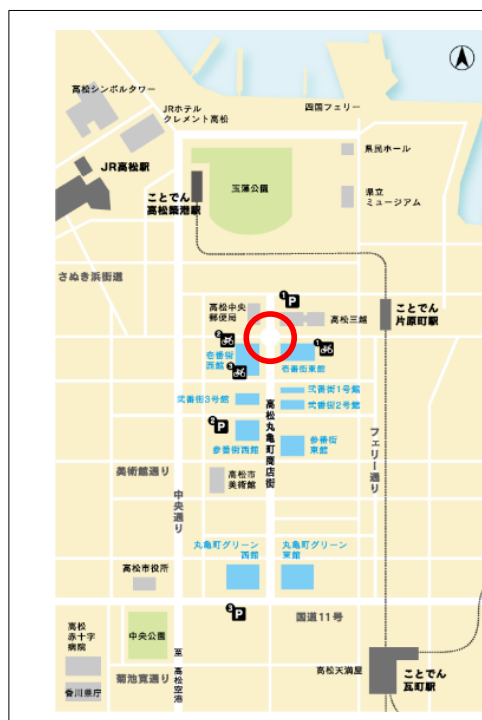 高松シンボルタワー
JRホテル
クレメント高松
四国フェリー
県民ホール
JR高松駅
ことでん
高松築港駅
玉藻公園
県立
ミュージアム
さぬき浜街道
1
P
高松中央
郵便局
高松三越
ことでん
片原町駅
2
壱番街
西館
3
1
壱番街東館
弐番街3号館
弐番街1号館
弐番街2号館
2
P
参番街西館
参番街
東館
高松丸亀町商店街
フェリー通り
美術館通り
高松市
美術館
中央通り
丸亀町グリーン
西館
丸亀町グリーン
東館
高松市役所
3
P
国道11号
高松
赤十字
病院
中央公園
至
高松空港
香川県庁
菊池寛通り
高松天満屋
ことでん
瓦町駅